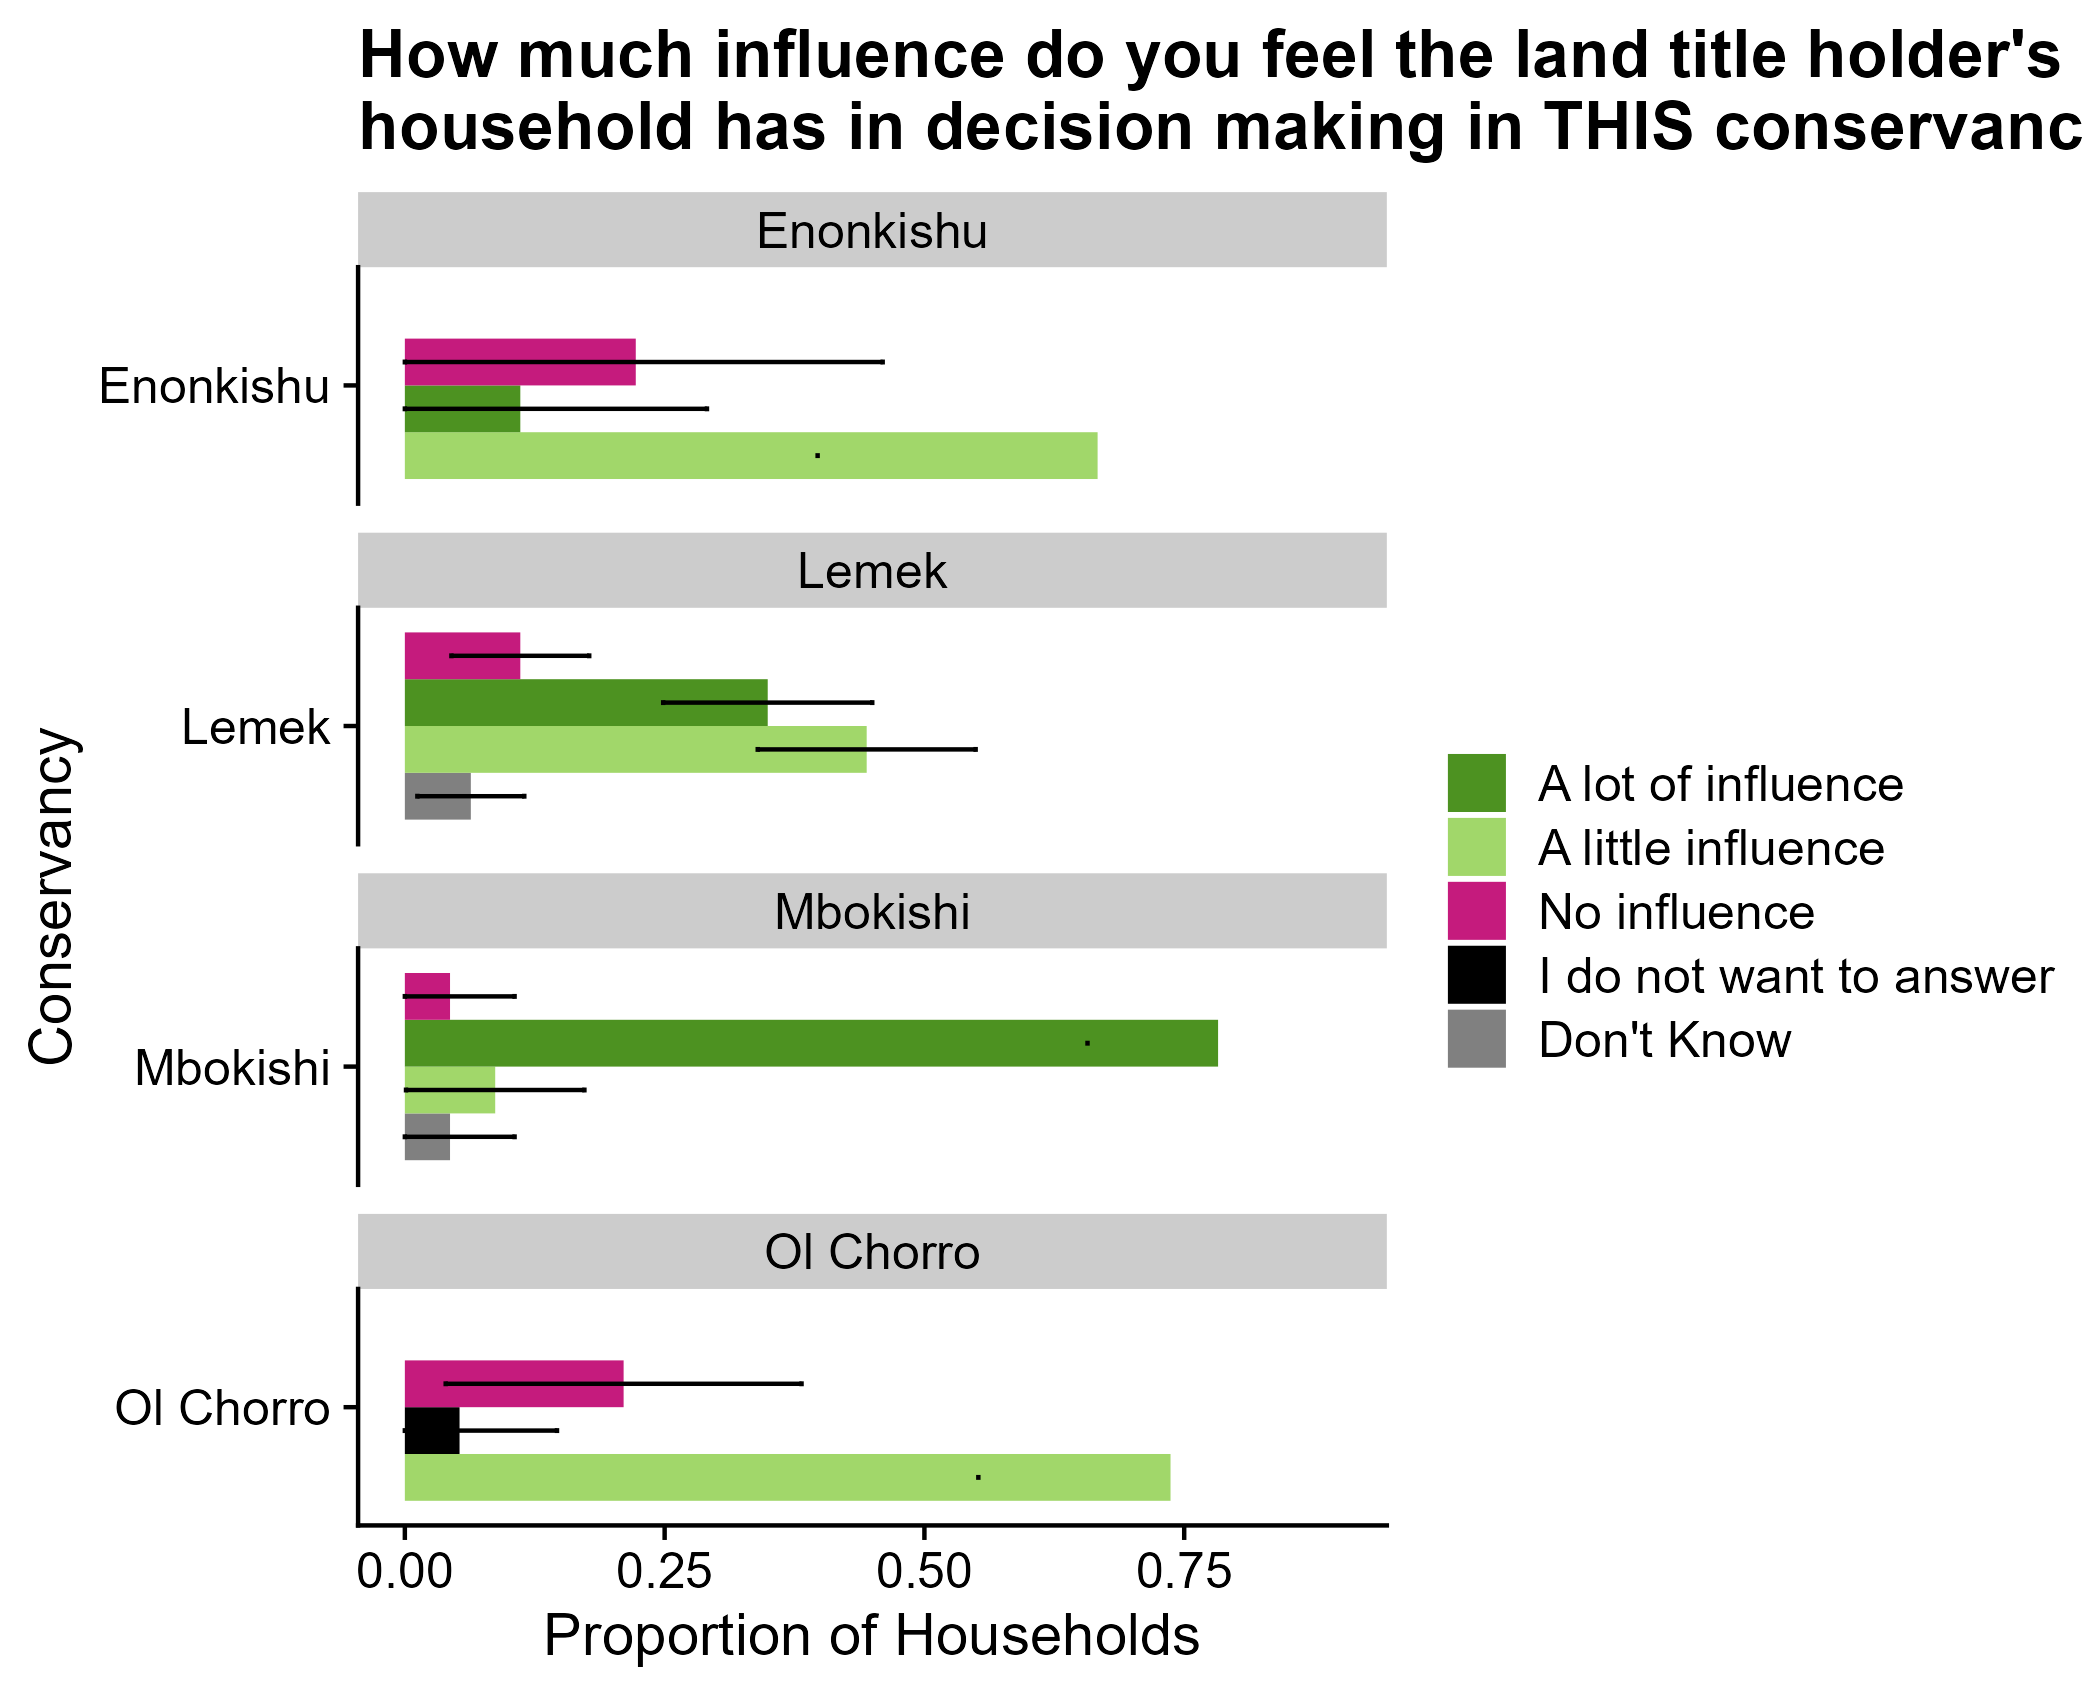 How much influence do you feel the land title holder's
household has in decision making in THIS conservanc
Enonkishu
Enonkishu
Lemek
Lemek
Mbokishi
Mbokishi
Ol Chorro
Ol Chorro
0.00 0.25 0.50 0.75
Proportion of Households
Conservancy
A lot of influence
A little influence
No influence
I do not want to answer
Don't Know